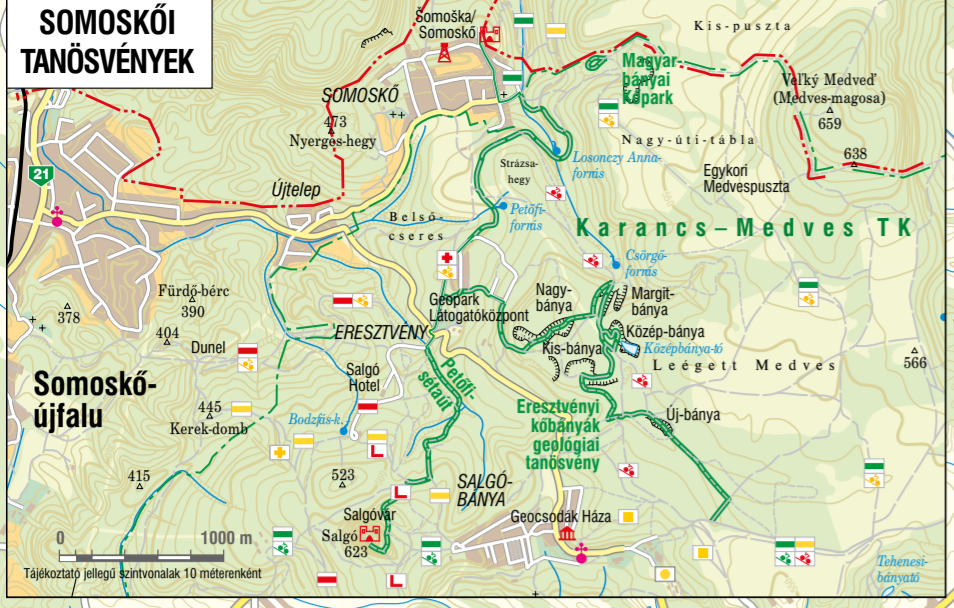 SOMOSKŐI
TANÖSVÉNYEK
Šomoška/
Somoskő
Kis-puszta
Magyar-
bányai
Kőpark
Veľký Medveď
(Medves-magosa)
659
SOMOSKŐ
473
Nyerges-hegy
Nagy-úti-tábla
638
21
Strázsa-
hegy
Losonczy Anna-
forrás
Egykori
Medvespuszta
Újtelep
Belső-
cseres
Petőfi-
forrás
Karancs–Medves TK
Csörgő-
forrás
Fürdő-bérc
390
378
Geopark
Látogatóközpont
Nagy-
bánya
Margit-
bánya
404
Dunel
ERESZTVÉNY
Kis-bánya
Közép-bánya
Középbánya-tó
Leégett Medves
566
Somoskő-
újfalu
Salgó
Hotel
Petőfi-
sétaút
445
Kerek-domb
Bodzfás-k.
Eresztvényi
kőbányák
geológiai
tanösvény
Új-bánya
415
523
SALGÓ-
BÁNYA
Salgóvár
Salgó
623
Geocsodák Háza
0
1000 m
Tájékoztató jellegű szintvonalak 10 méterenként
Tehenesi-
bányató